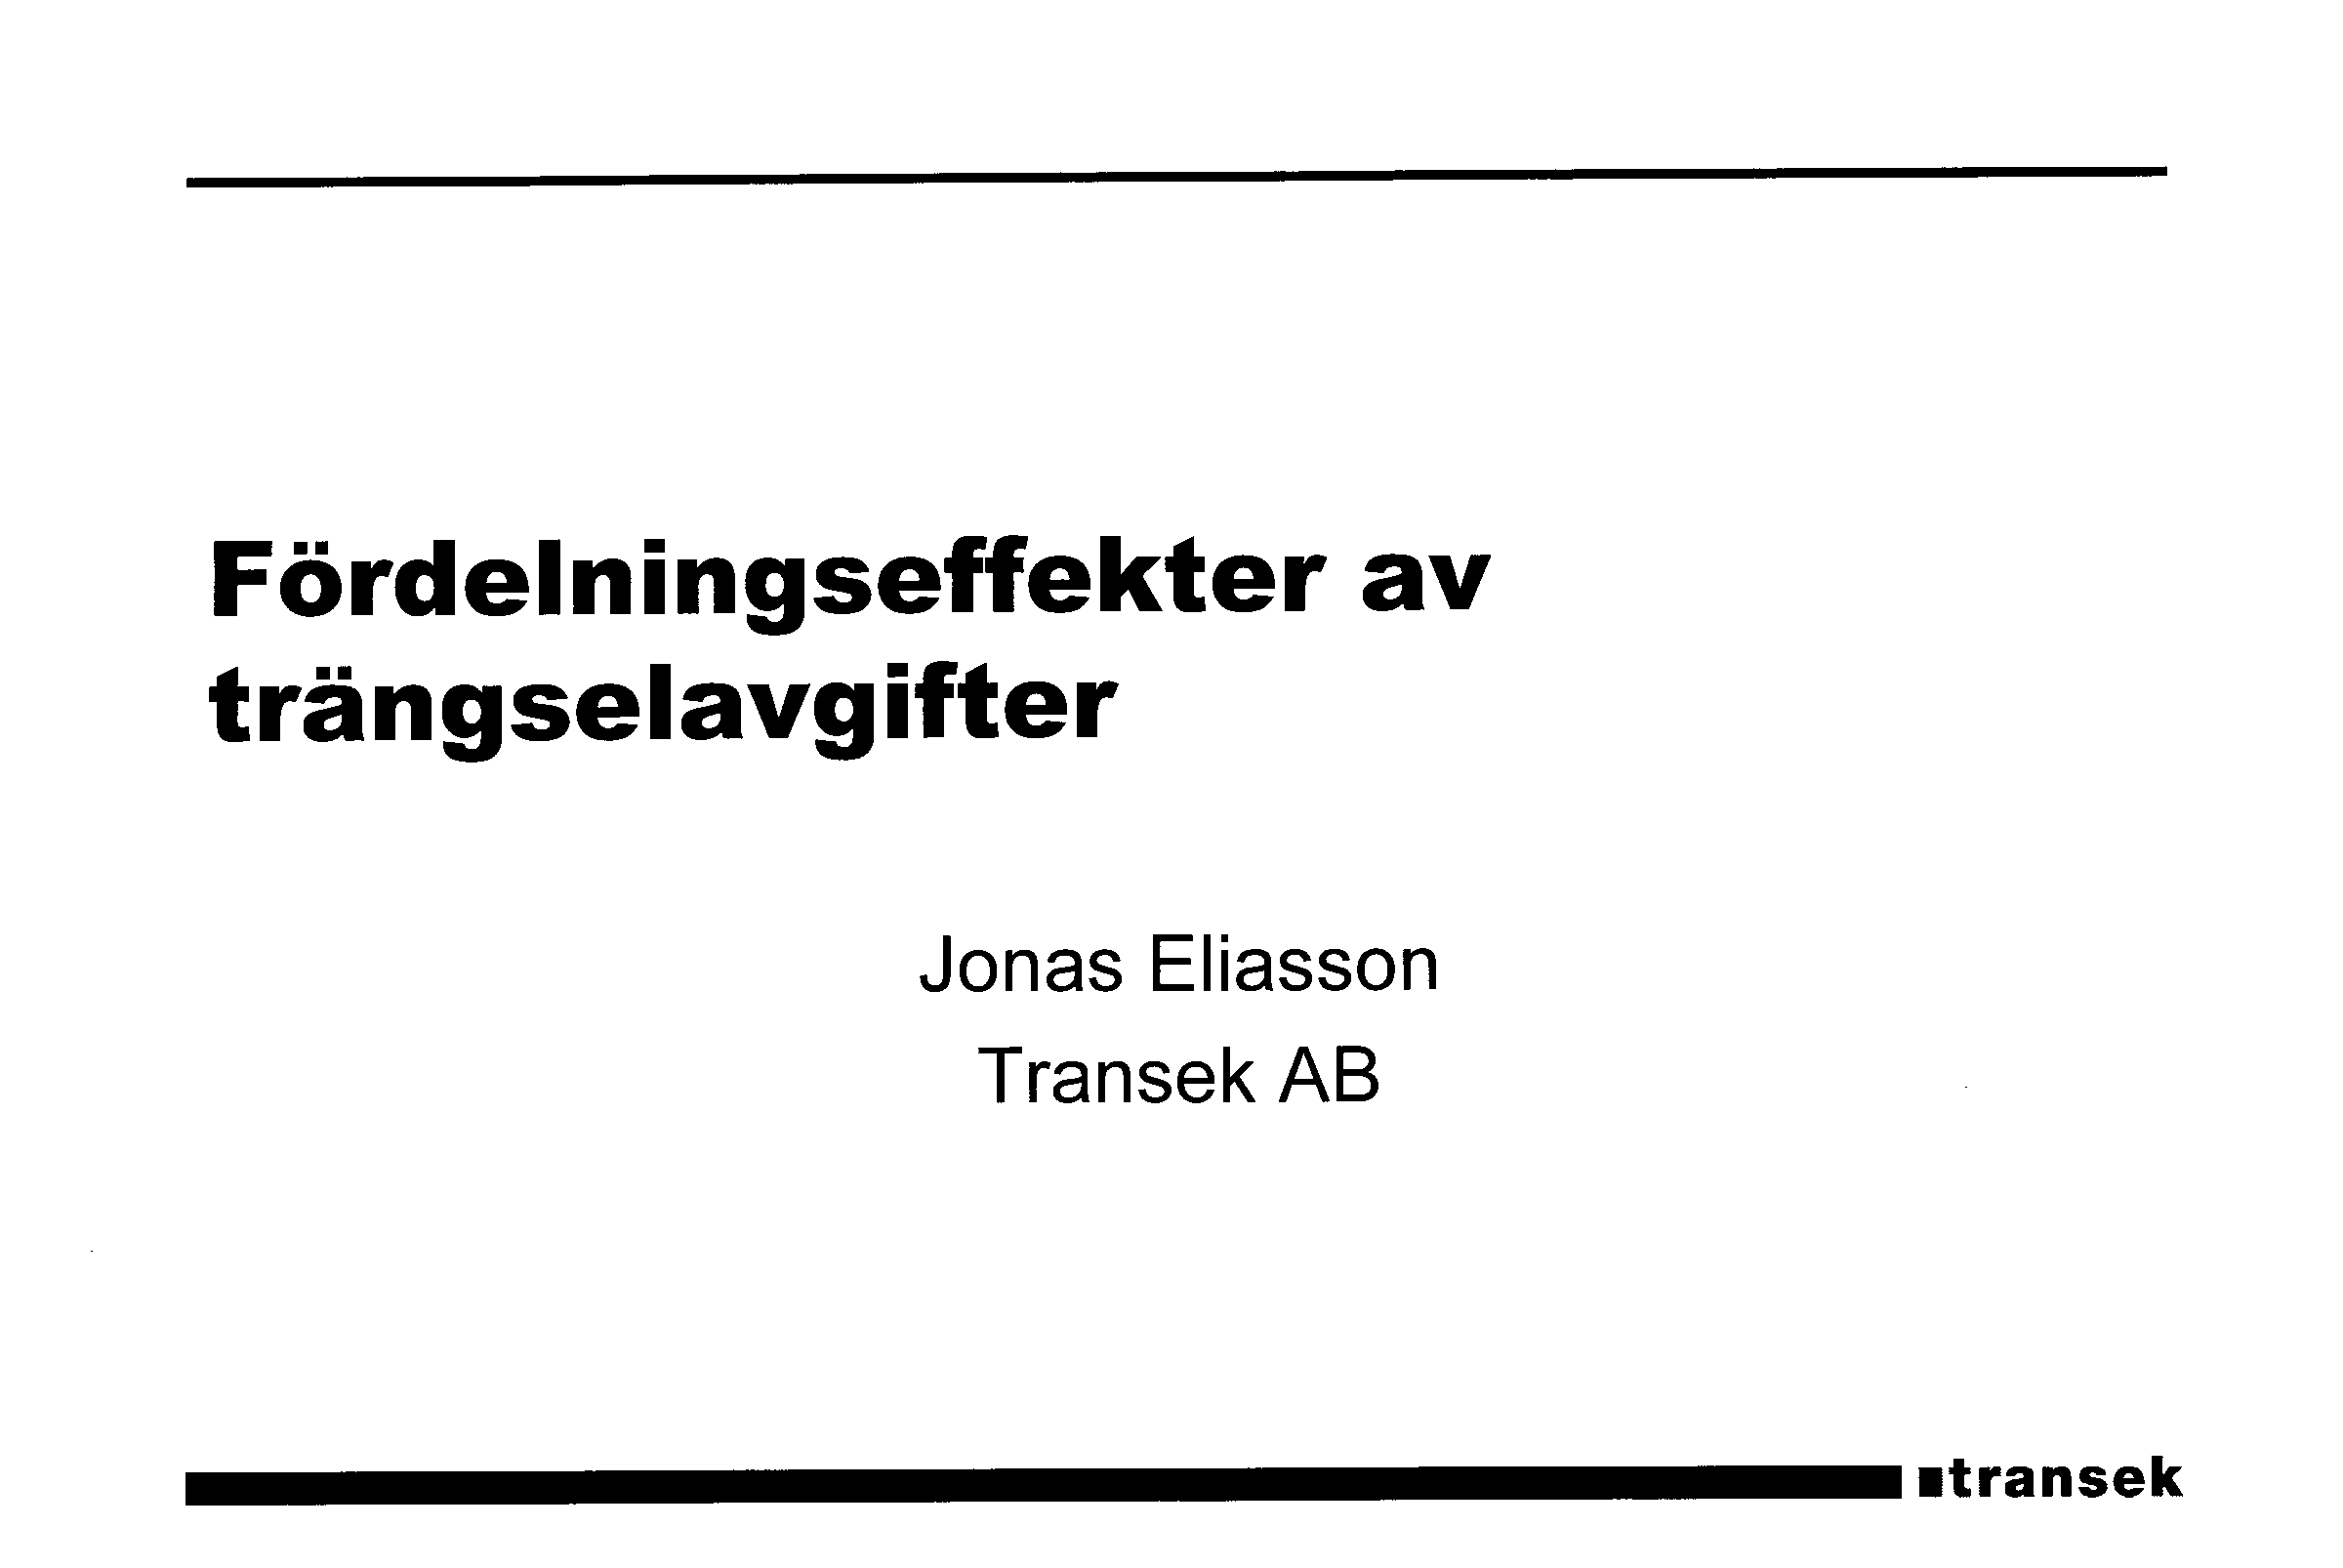 Fördelningseffekter av
trängselavgifter
Jonas Eliasson
Transek AB
transek